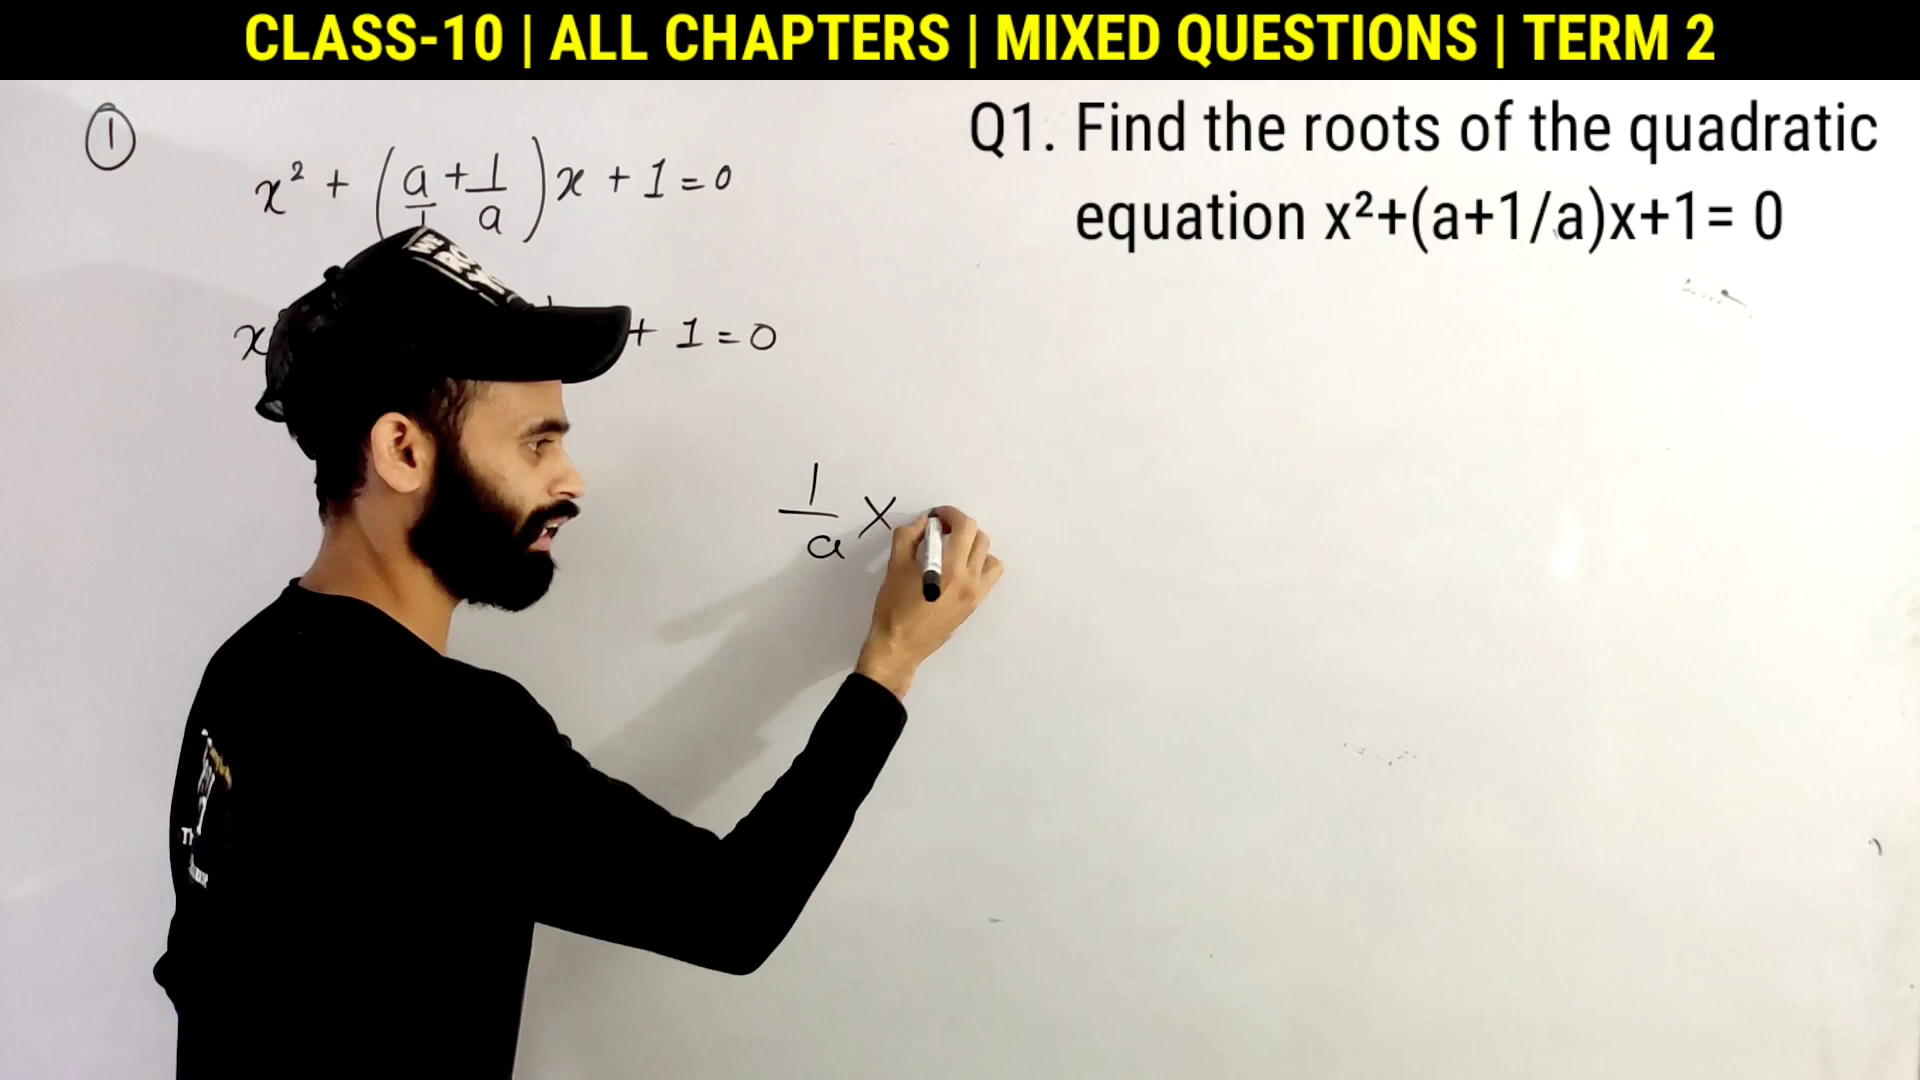 CLASS-10 | ALL CHAPTERS | MIXED QUESTIONS | TERM 2
Q1. Find the roots of the quadratic
equation x²+(a+1/a)x+1= 0
①
x² + (a/1 + 1/a)x + 1 = 0
x + 1 = 0
1/a ×